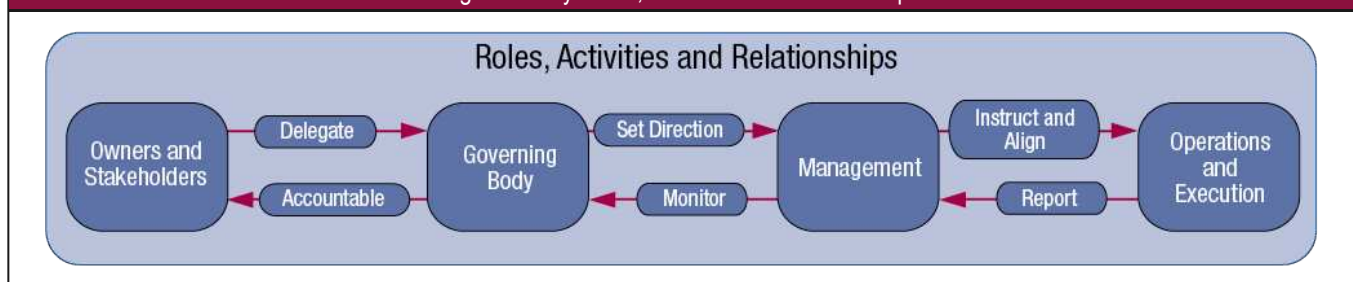 Roles, Activities and Relationships
Owners and
Stakeholders
Delegate
Accountable
Governing
Body
Set Direction
Monitor
Management
Instruct and
Align
Report
Operations
and
Execution